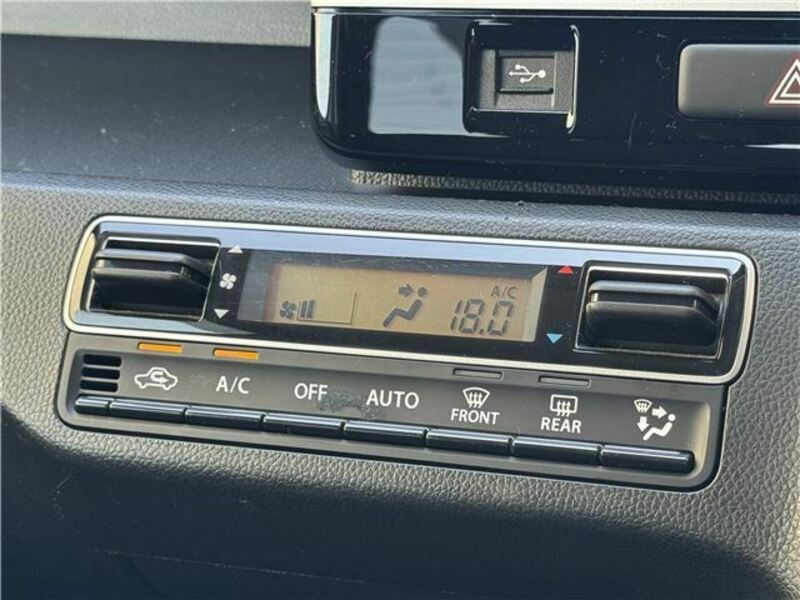 A/C
18.0
A/C
OFF
AUTO
FRONT
REAR